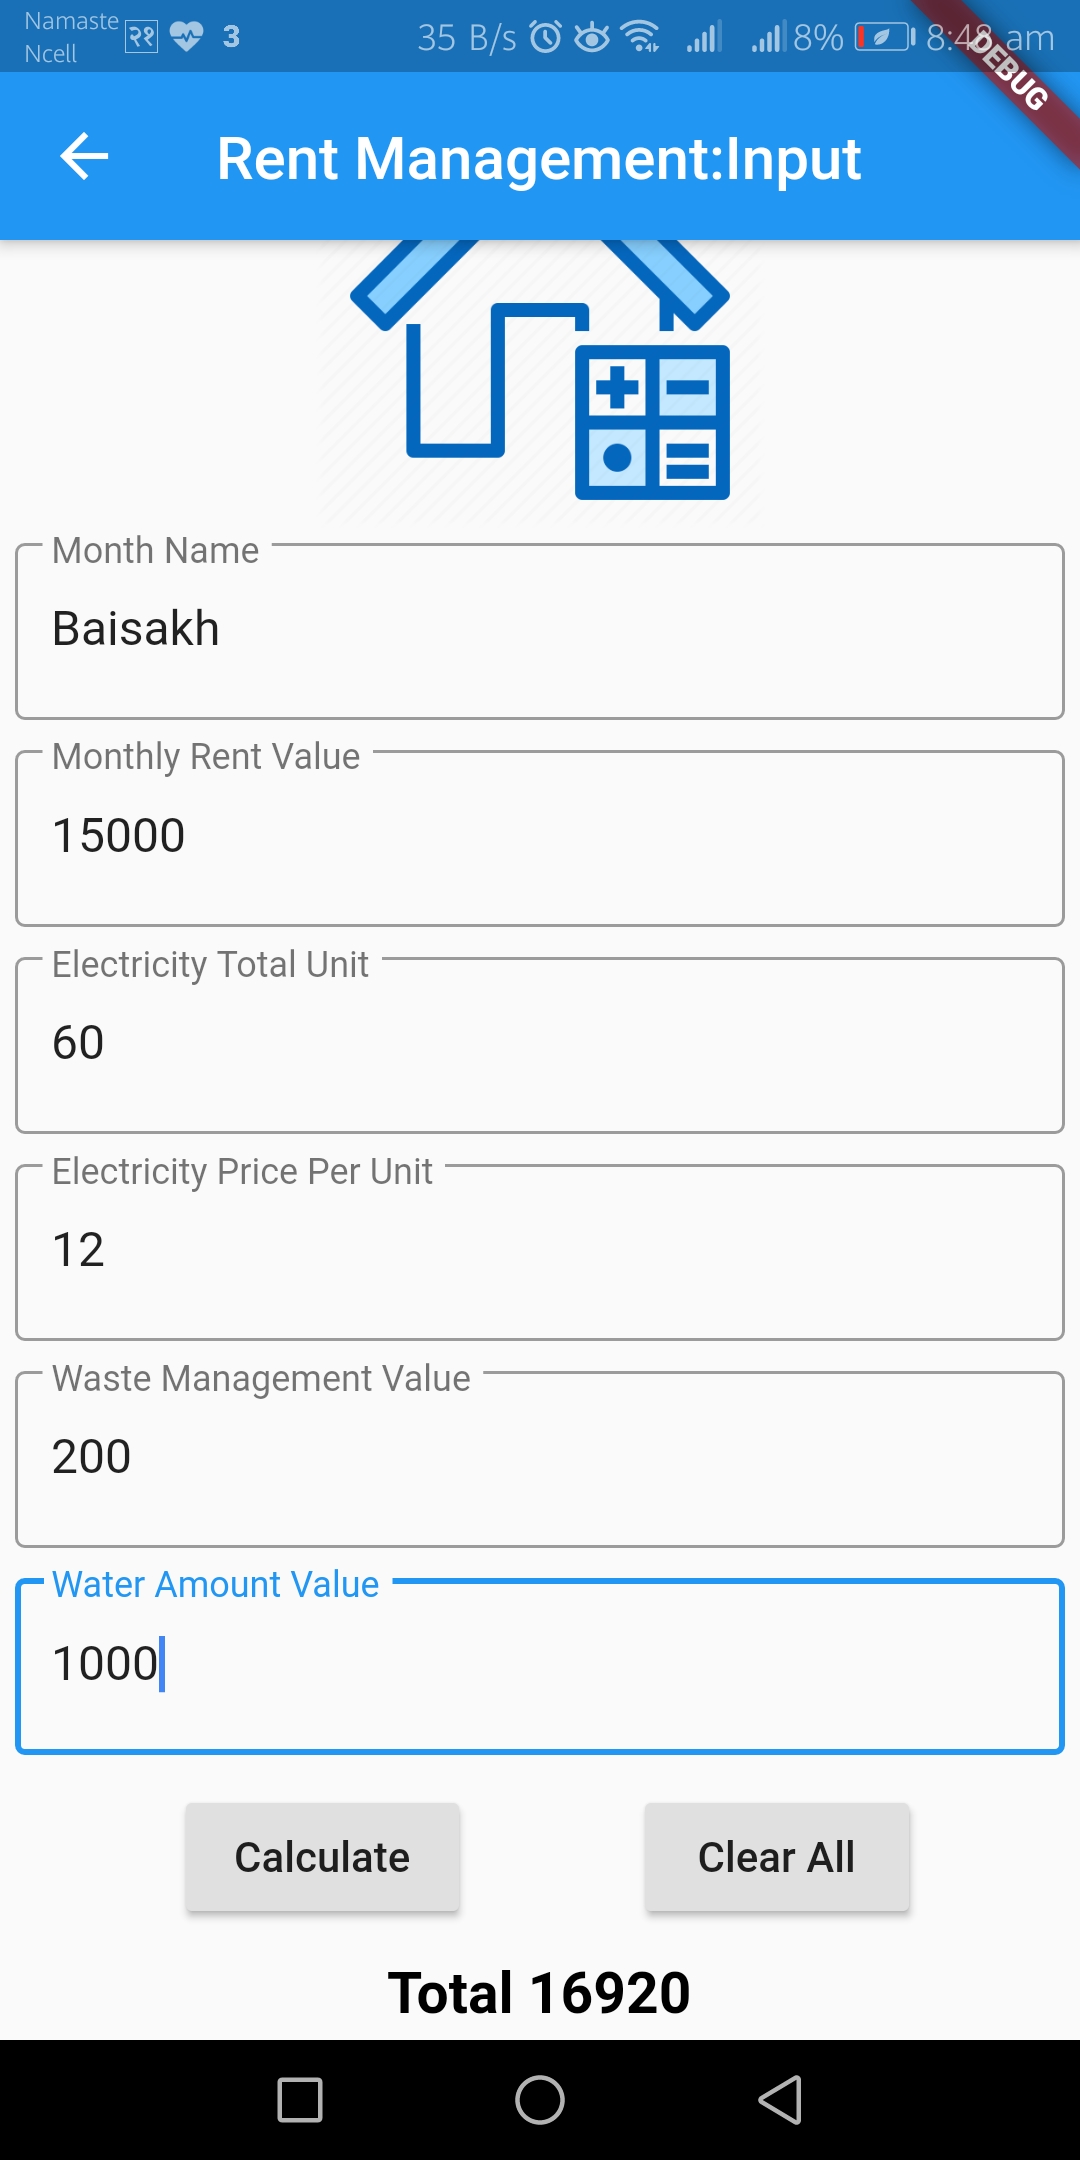 Namaste
Ncell
२१
3
35 B/s
8%
8:48 am
DEBUG
Rent Management:Input
Month Name
Baisakh
Monthly Rent Value
15000
Electricity Total Unit
60
Electricity Price Per Unit
12
Waste Management Value
200
Water Amount Value
1000
Calculate
Clear All
Total 16920